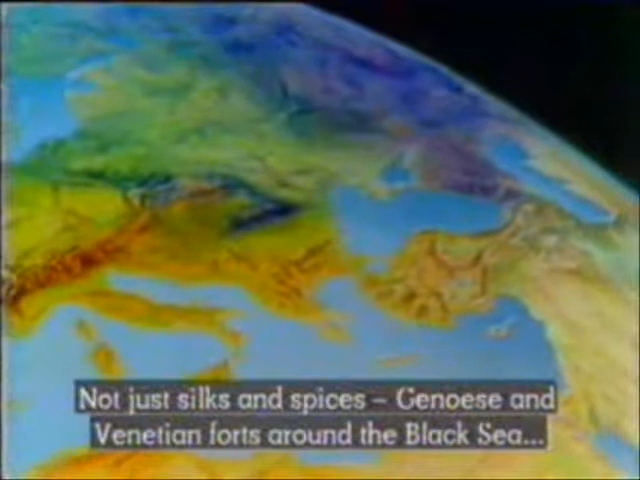 Not just silks and spices – Genoese and
Venetian forts around the Black Sea...